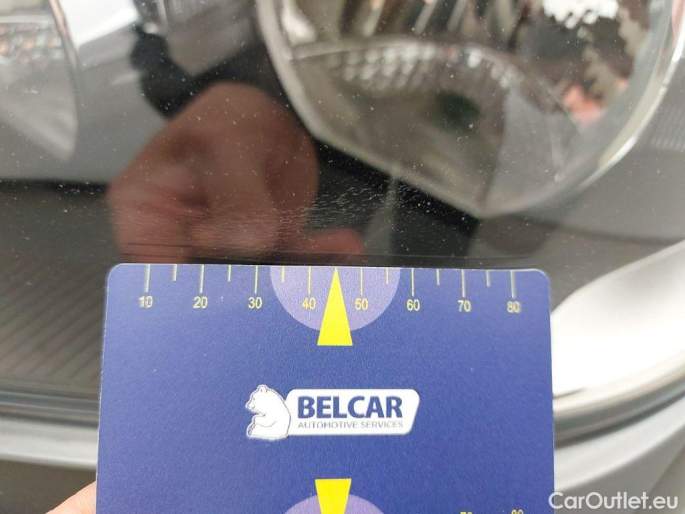 10 20 30 40 50 60 70 80
BELCAR
AUTOMOTIVE SERVICES
CarOutlet.eu